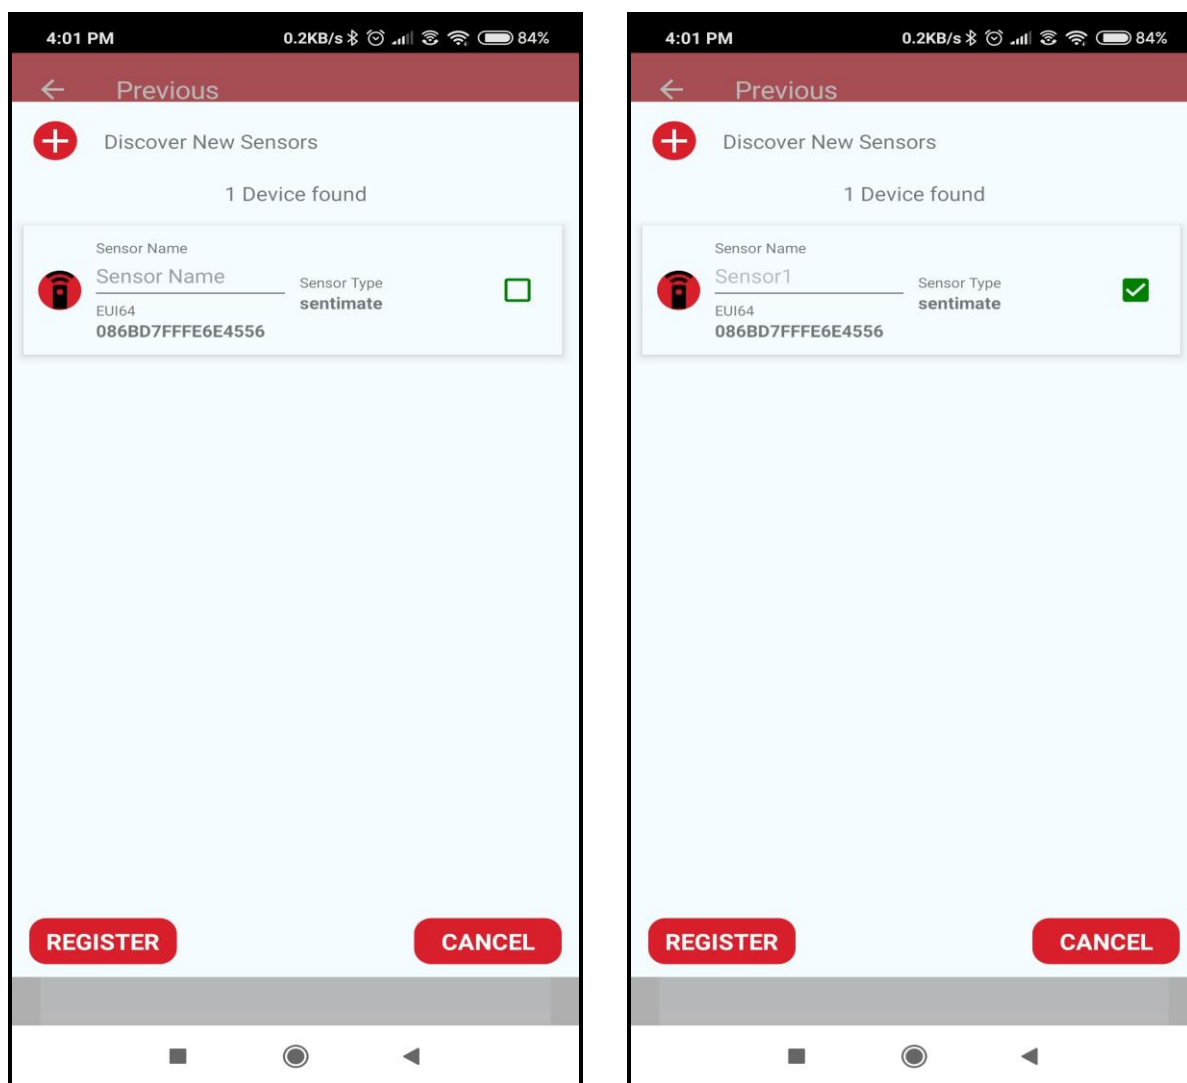 4:01 PM 0.2KB/s 84%
Previous
Discover New Sensors
1 Device found
Sensor Name
Sensor Name
Sensor Type
sentimate
EUI64
086BD7FFFE6E4556
REGISTER CANCEL
4:01 PM 0.2KB/s 84%
Previous
Discover New Sensors
1 Device found
Sensor Name
Sensor1
Sensor Type
sentimate
EUI64
086BD7FFFE6E4556
REGISTER CANCEL